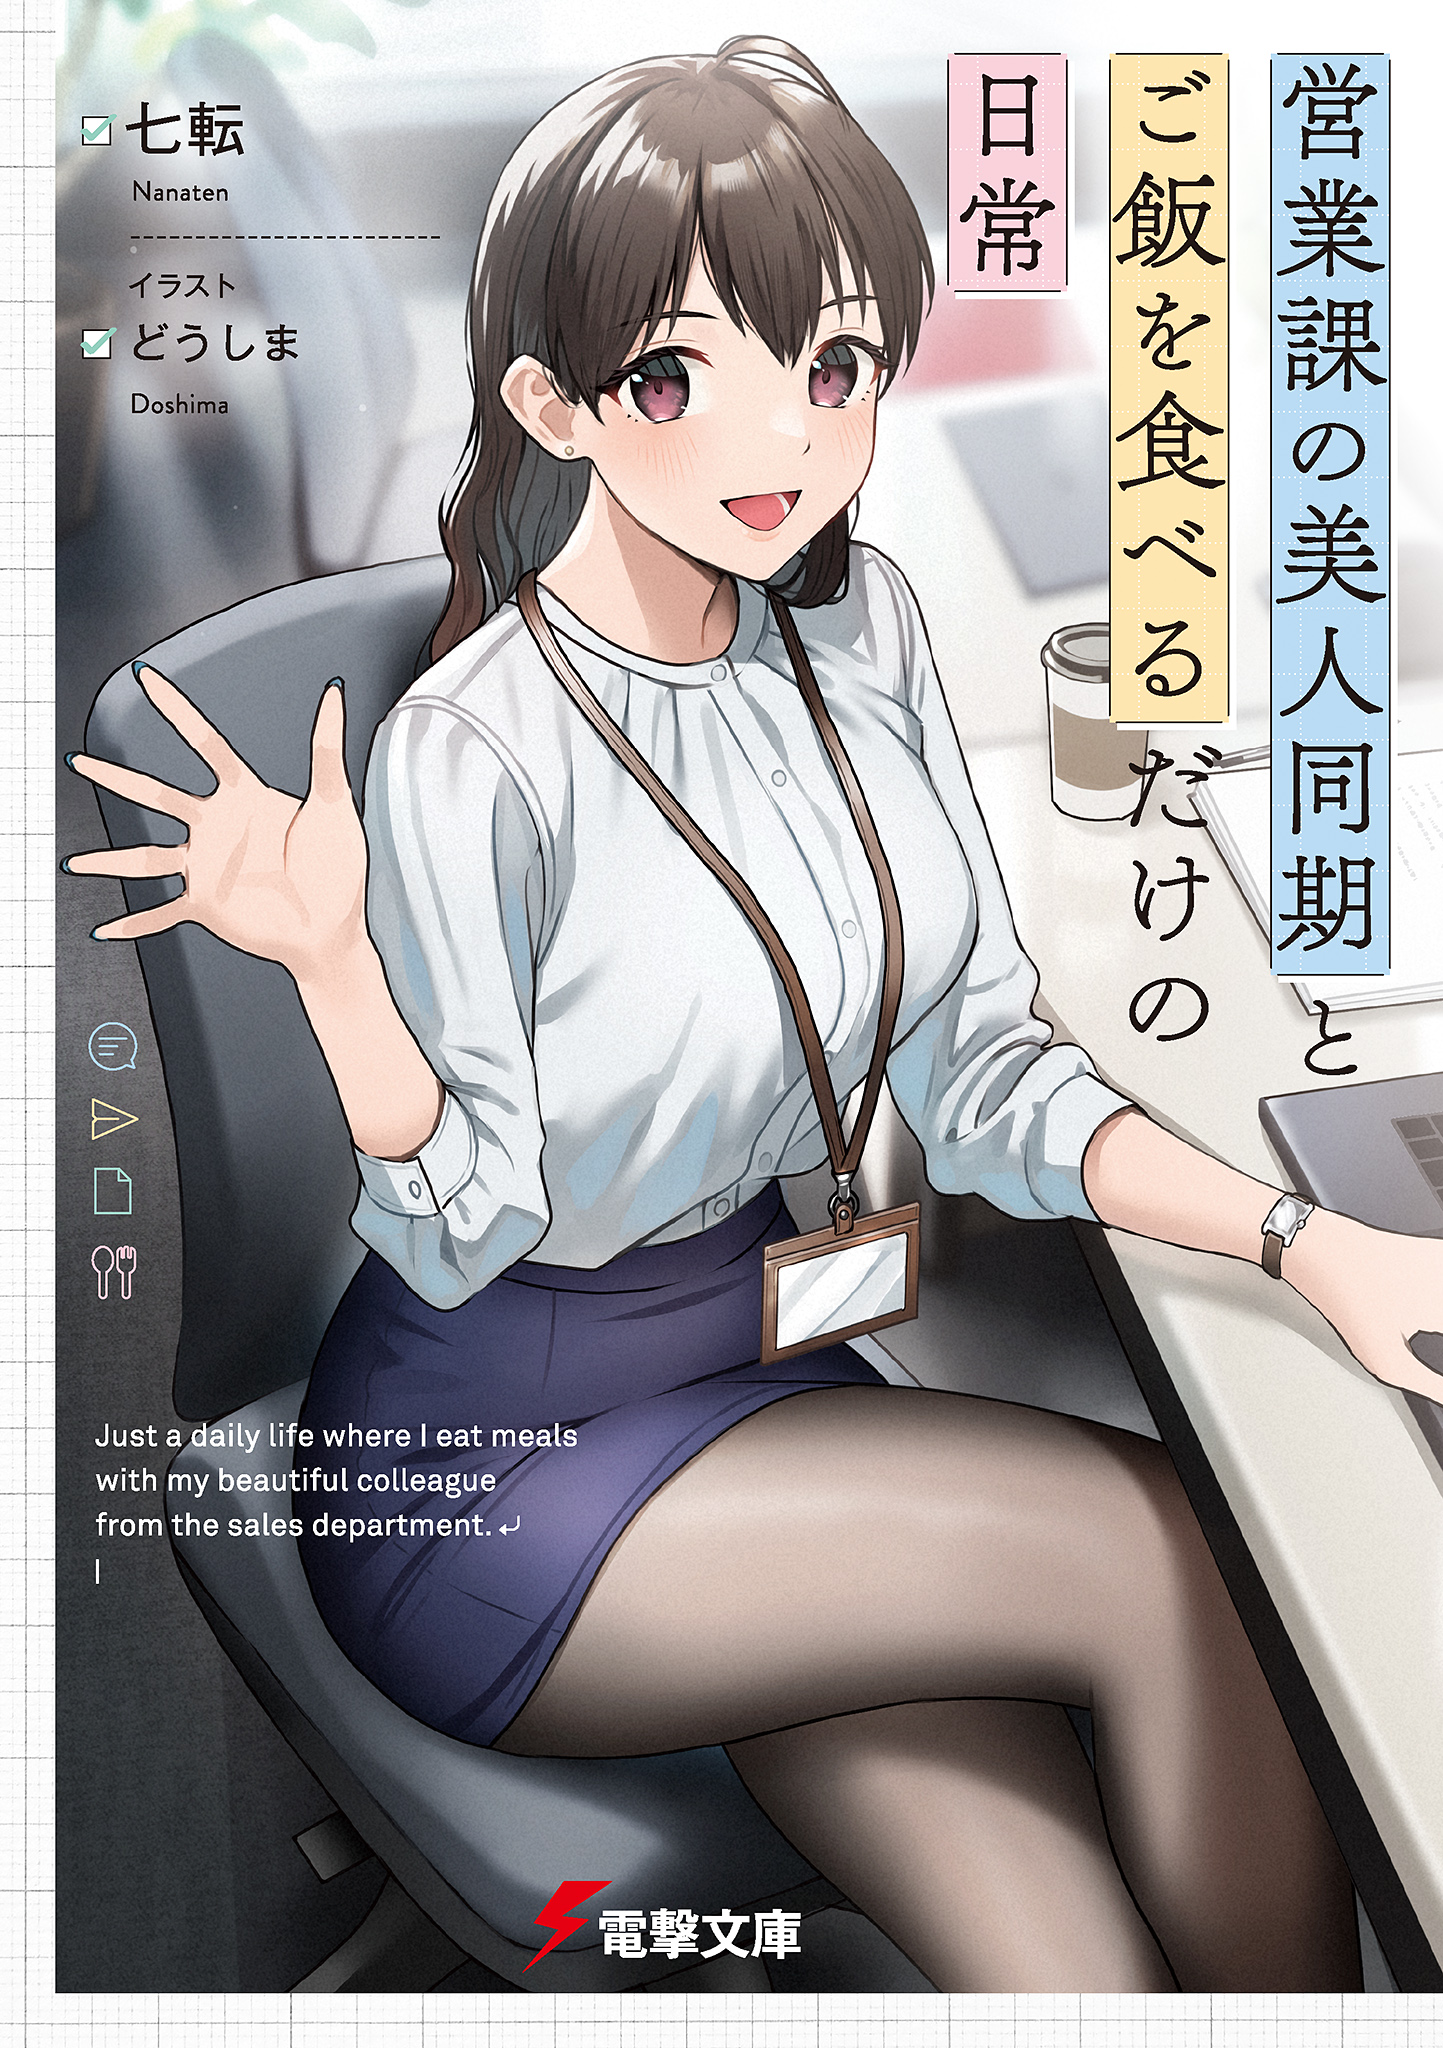 営業課の美人同期と
ご飯を食べるだけの
日常
七転
Nanaten
イラスト
どうしま
Doshima
Just a daily life where I eat meals
with my beautiful colleague
from the sales department.
電撃文庫